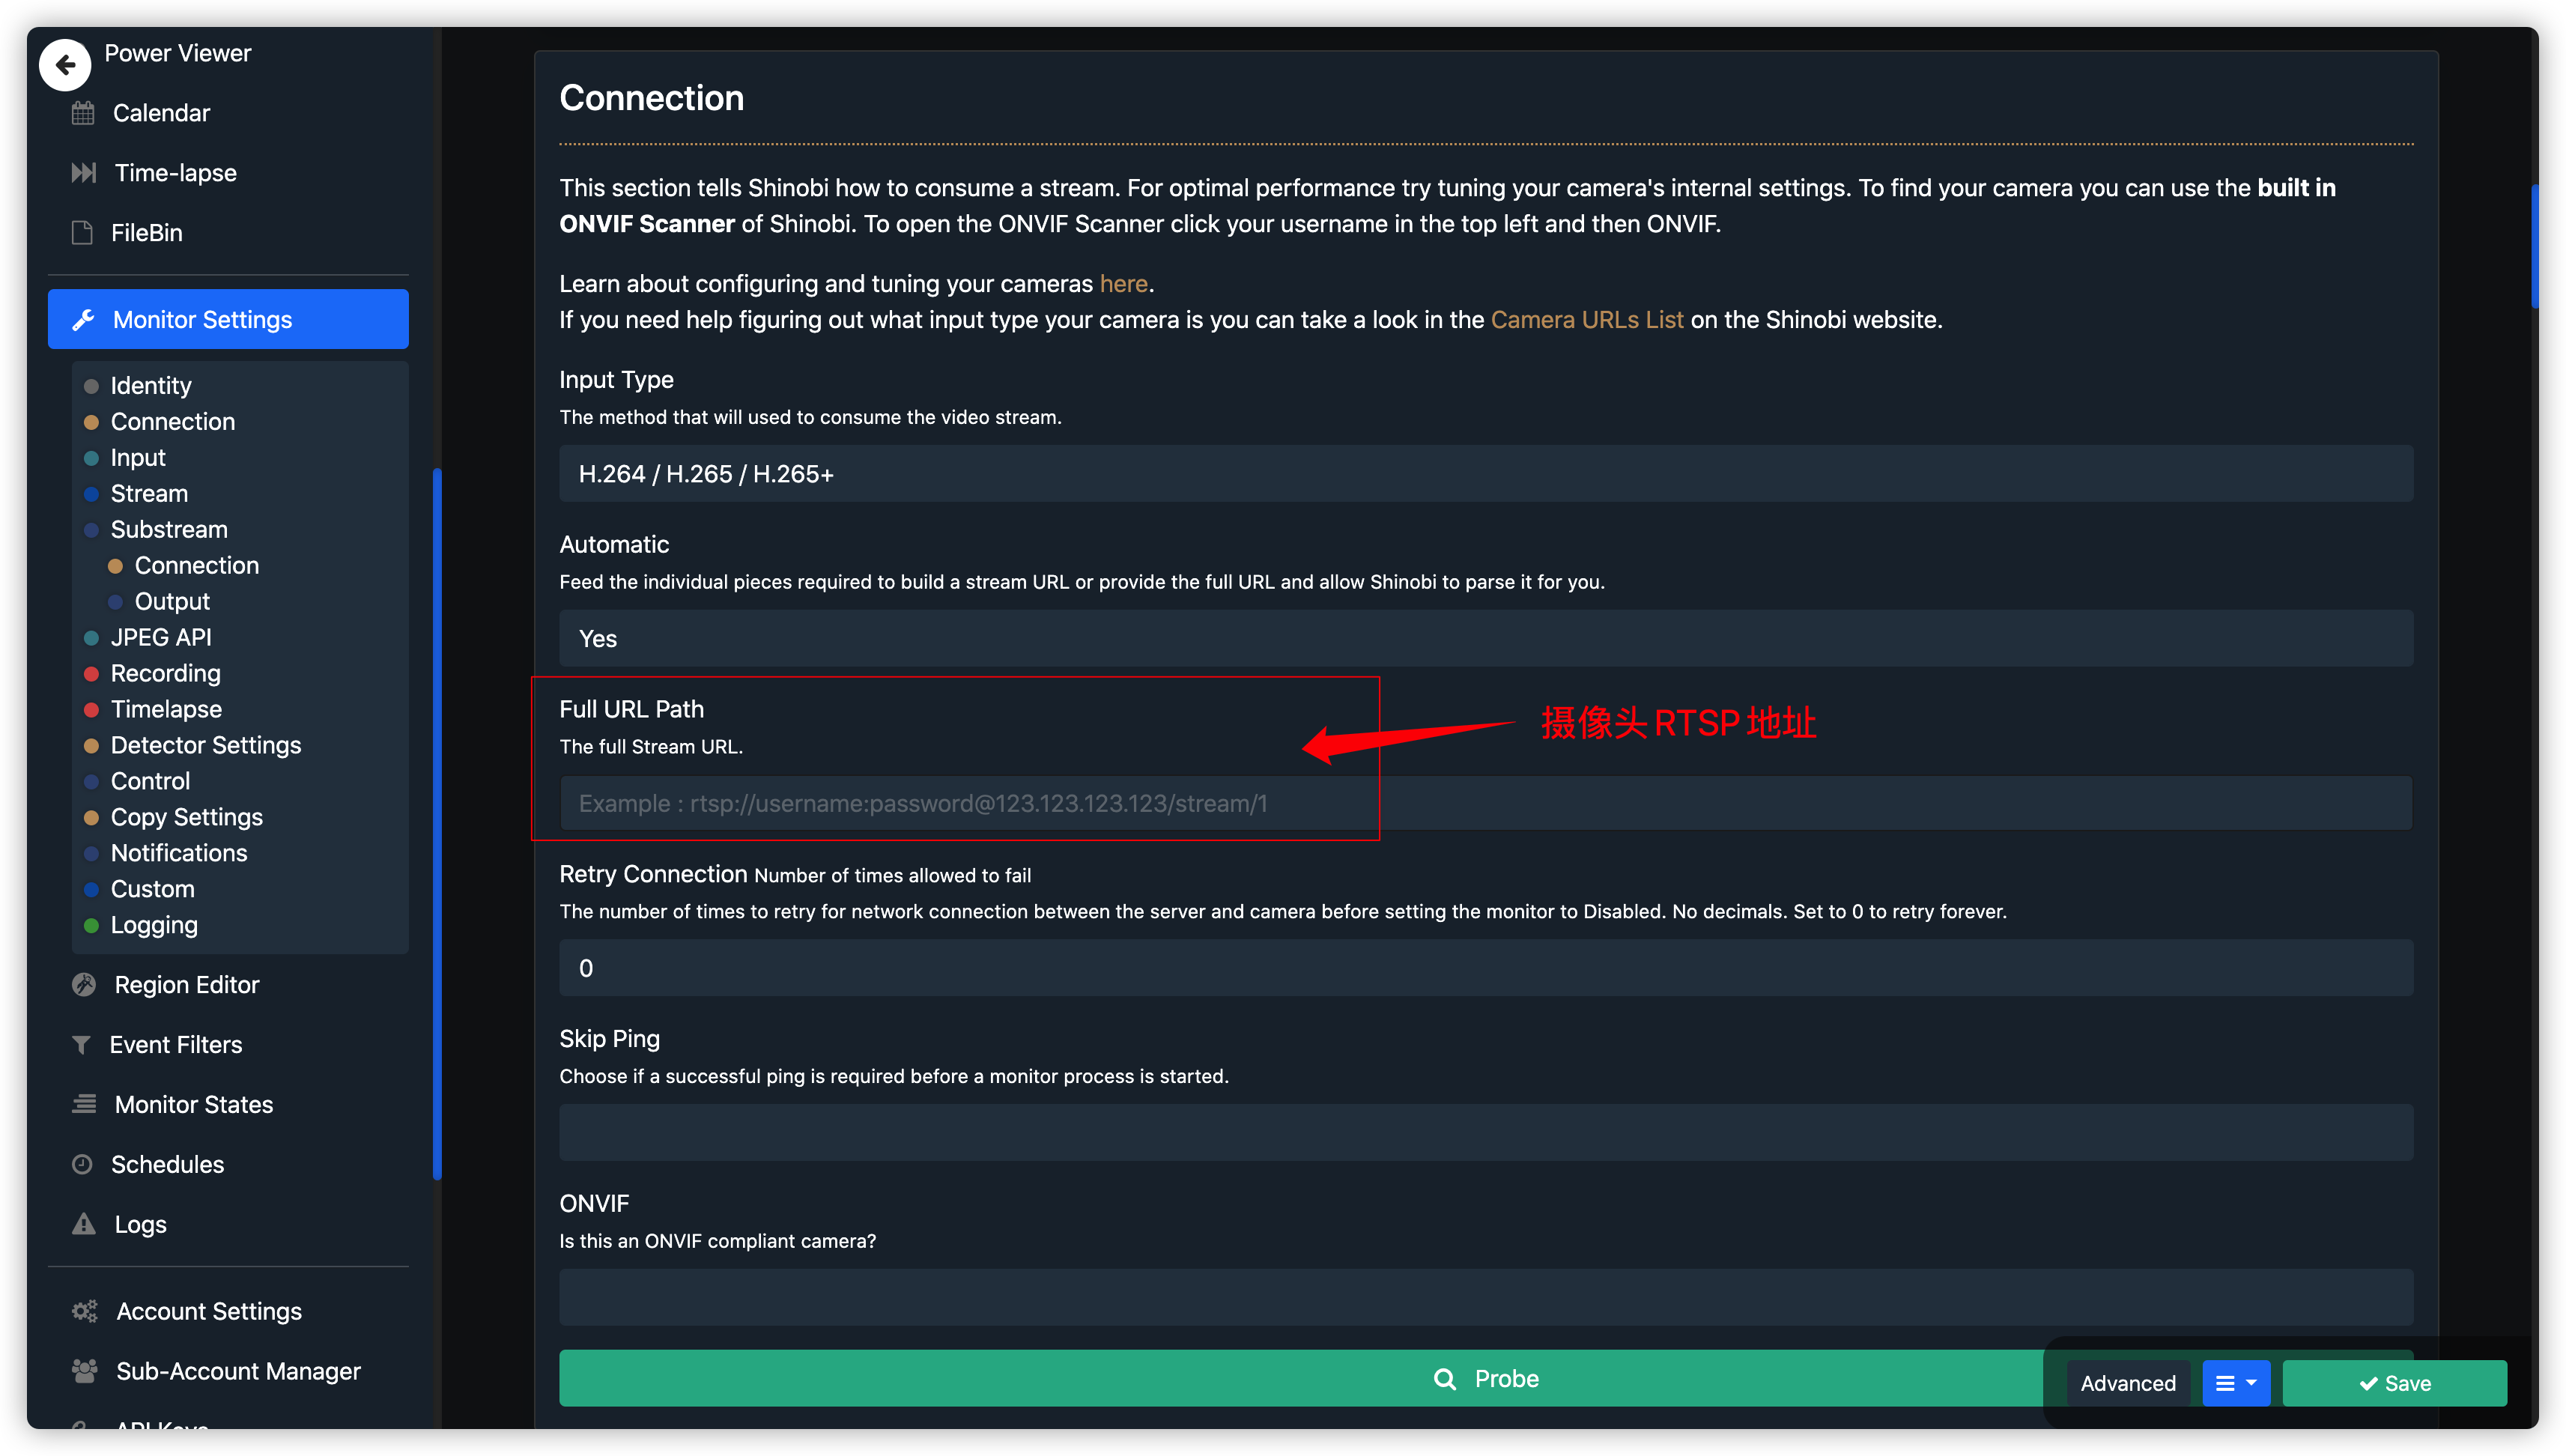 Power Viewer
Calendar
Time-lapse
FileBin
Monitor Settings
Identity
Connection
Input
Stream
Substream
Connection
Output
JPEG API
Recording
Timelapse
Detector Settings
Control
Copy Settings
Notifications
Custom
Logging
Region Editor
Event Filters
Monitor States
Schedules
Logs
Account Settings
Sub-Account Manager
API Keys
Connection
This section tells Shinobi how to consume a stream. For optimal performance try tuning your camera's internal settings. To find your camera you can use the built in
ONVIF Scanner of Shinobi. To open the ONVIF Scanner click your username in the top left and then ONVIF.
Learn about configuring and tuning your cameras here.
If you need help figuring out what input type your camera is you can take a look in the Camera URLs List on the Shinobi website.
Input Type
The method that will used to consume the video stream.
H.264 / H.265 / H.265+
Automatic
Feed the individual pieces required to build a stream URL or provide the full URL and allow Shinobi to parse it for you.
Yes
Full URL Path
The full Stream URL.
摄像头RTSP地址
Example : rtsp://username:password@123.123.123.123/stream/1
Retry Connection Number of times allowed to fail
The number of times to retry for network connection between the server and camera before setting the monitor to Disabled. No decimals. Set to 0 to retry forever.
0
Skip Ping
Choose if a successful ping is required before a monitor process is started.
ONVIF
Is this an ONVIF compliant camera?
Probe
Advanced
Save